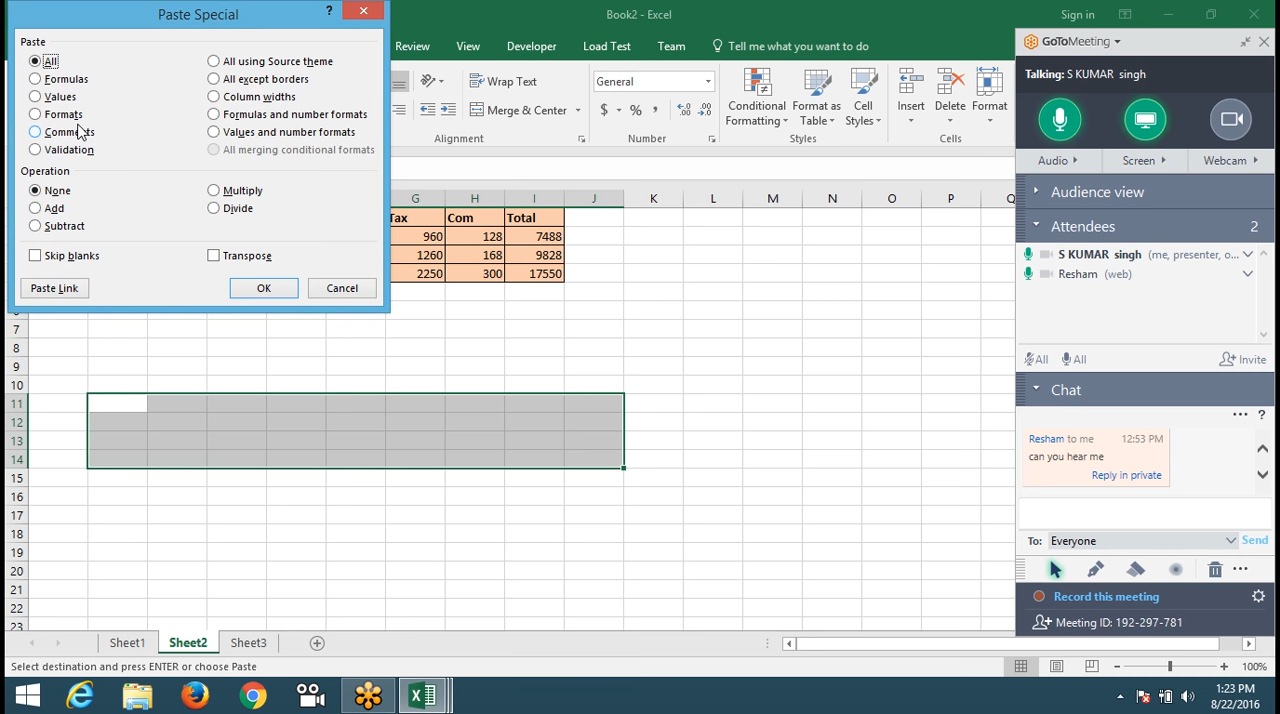 Paste Special
?
Book2 - Excel
Sign in
Review
View
Developer
Load Test
Team
Tell me what you want to do
Paste
All
Formulas
Values
Formats
Comments
Validation
All using Source theme
All except borders
Column widths
Formulas and number formats
Values and number formats
All merging conditional formats
Operation
None
Add
Subtract
Multiply
Divide
Skip blanks
Transpose
Paste Link
OK
Cancel
Wrap Text
Merge & Center
Alignment
General
$ % ,
Number
Conditional Formatting
Format as Table
Cell Styles
Styles
Insert
Delete
Format
Cells
G H I J K L M N O P Q
Tax Com Total
960 128 7488
1260 168 9828
2250 300 17550
7
8
9
10
11
12
13
14
15
16
17
18
19
20
21
22
23
Sheet1
Sheet2
Sheet3
Select destination and press ENTER or choose Paste
100%
GoToMeeting
Talking: S KUMAR singh
Audio
Screen
Webcam
Audience view
Attendees 2
S KUMAR singh (me, presenter, o...
Resham (web)
All
All
Invite
Chat
?
Resham to me 12:53 PM
can you hear me
Reply in private
To: Everyone
Send
Record this meeting
Meeting ID: 192-297-781
1:23 PM
8/22/2016